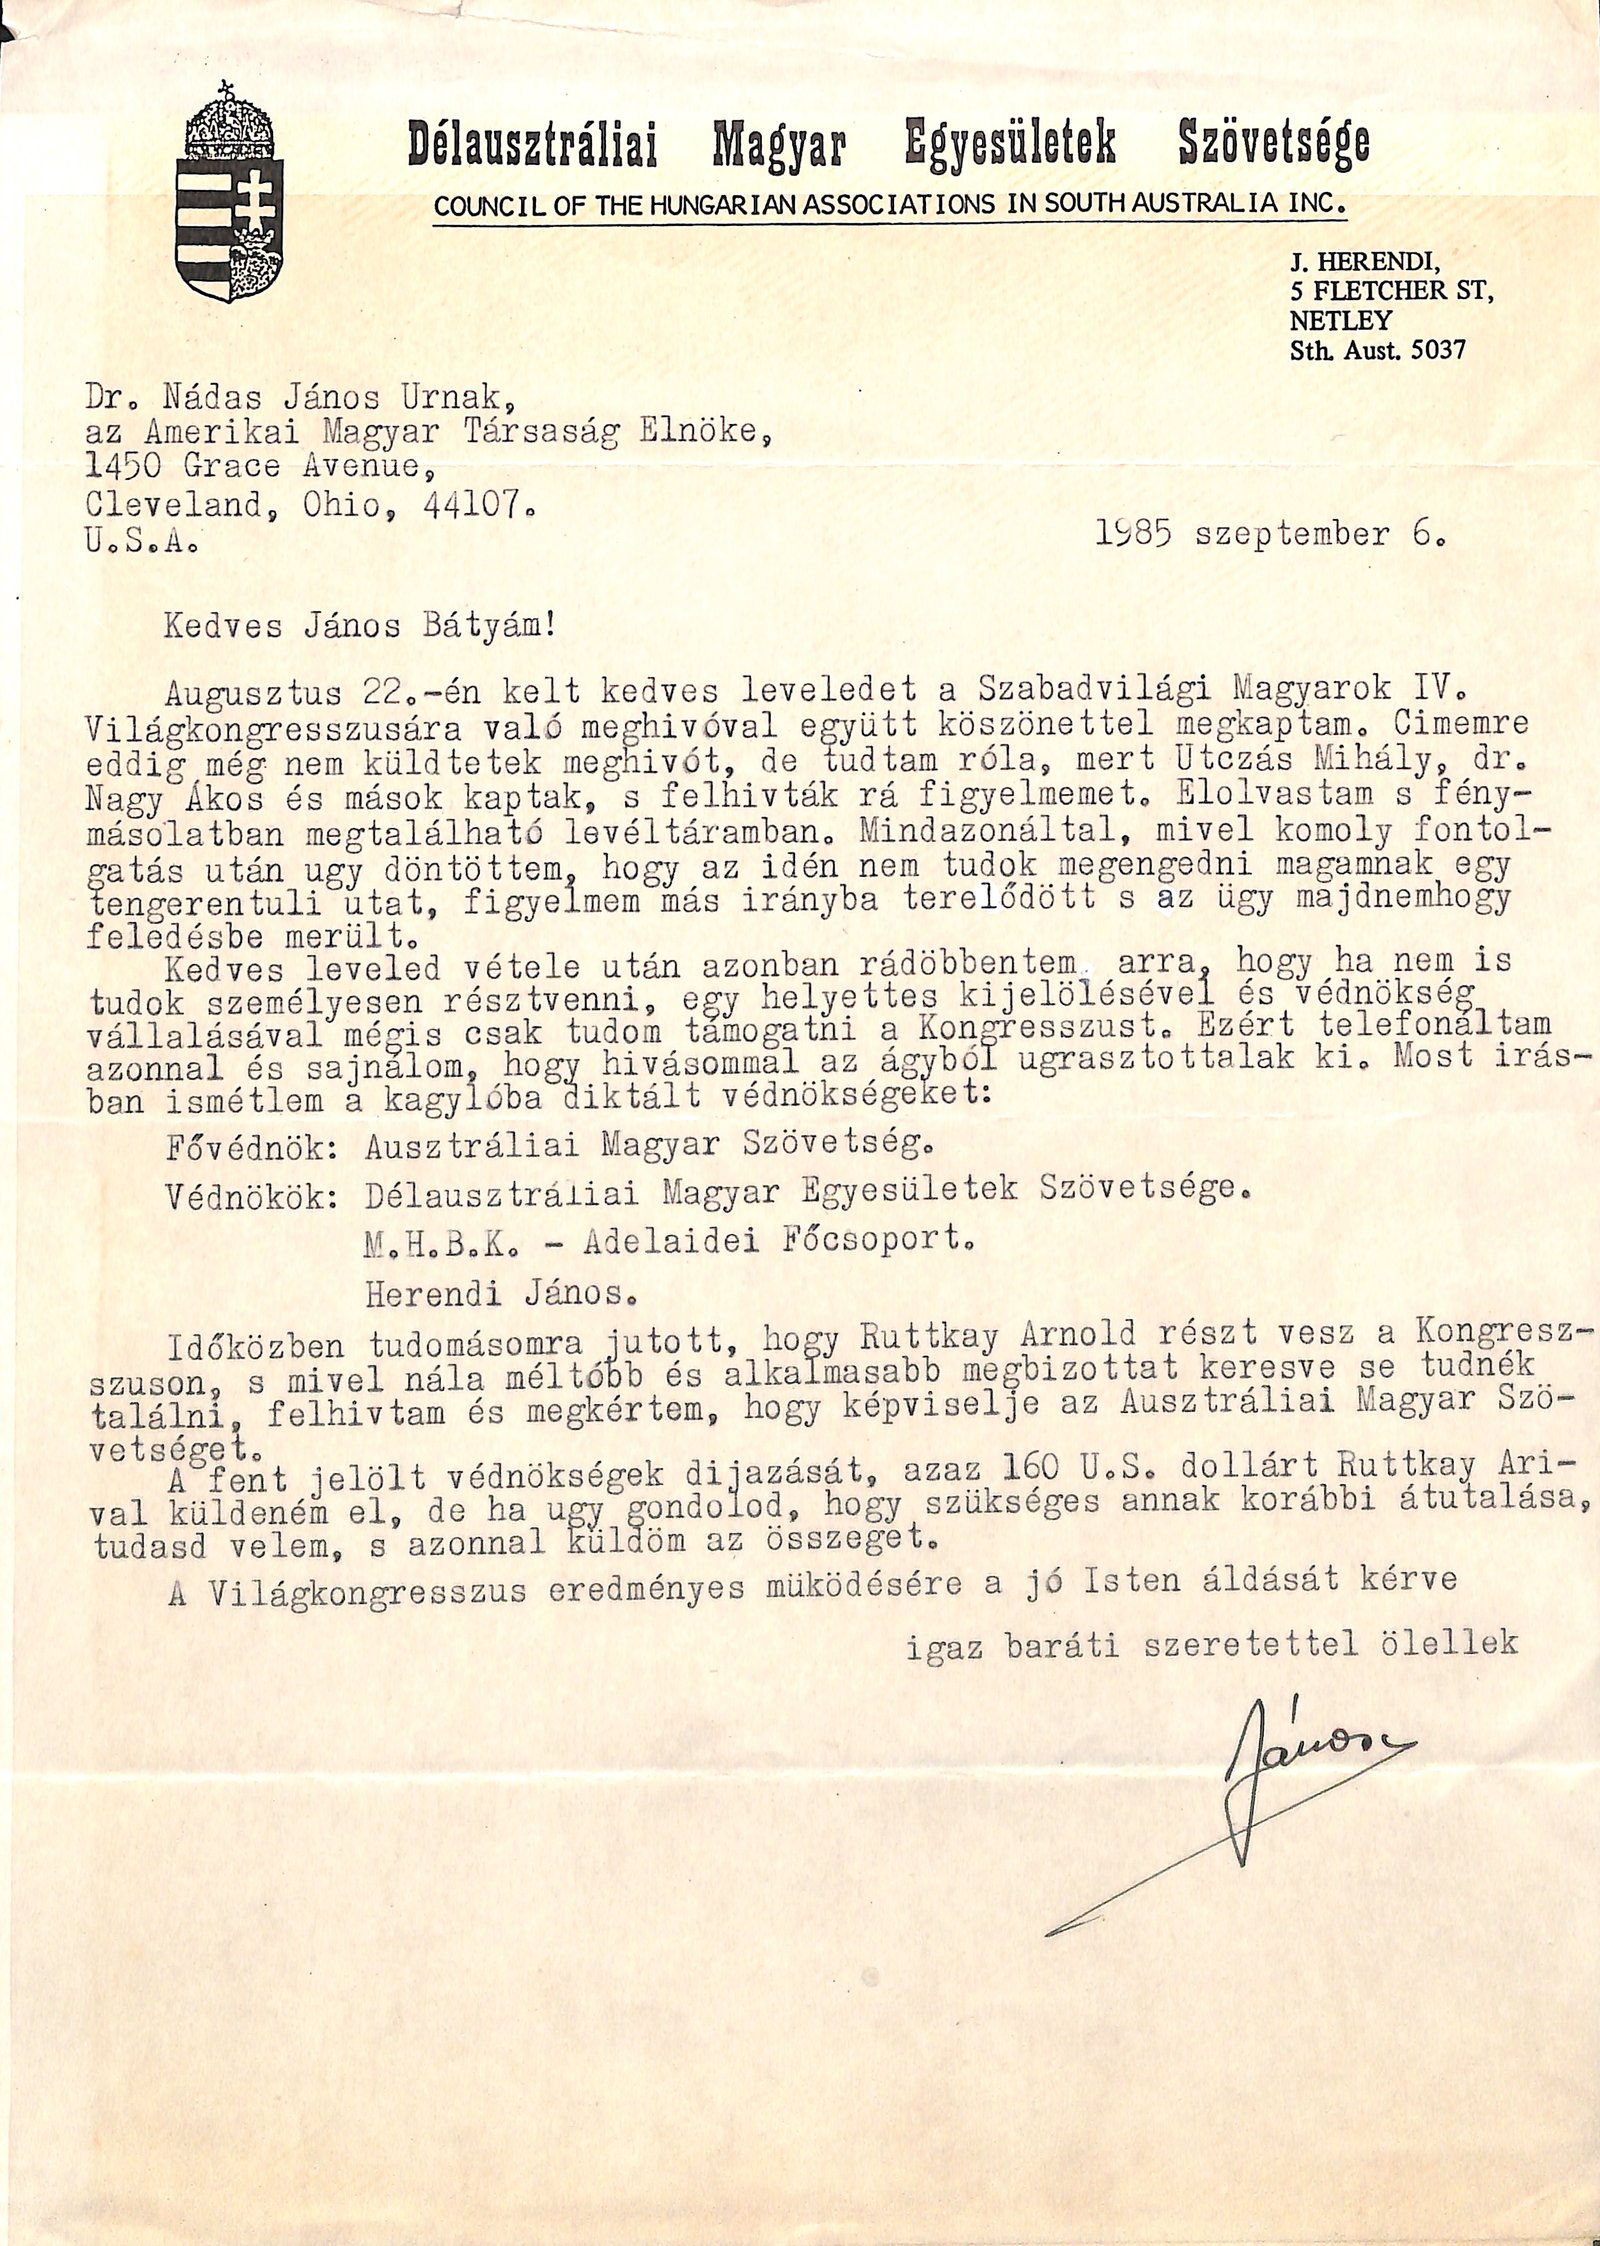 Délausztráliai Magyar Egyesületek Szövetsége
COUNCIL OF THE HUNGARIAN ASSOCIATIONS IN SOUTH AUSTRALIA INC.
J. HERENDI,
5 FLETCHER ST,
NETLEY
Sth. Aust. 5037
Dr. Nádas János Urnak,
az Amerikai Magyar Társaság Elnöke,
1450 Grace Avenue,
Cleveland, Ohio, 44107.
U.S.A.
1985 szeptember 6.
Kedves János Bátyám!
Augusztus 22.-én kelt kedves leveledet a Szabadvilági Magyarok IV.
Világkongresszusára való meghivóval együtt köszönettel megkaptam. Cimemre
eddig még nem küldtetek meghivót, de tudtam róla, mert Utczás Mihály, dr.
Nagy Ákos és mások kaptak, s felhivták rá figyelmemet. Elolvastam s fény-
másolatban megtalálható levéltáramban. Mindazonáltal, mivel komoly fontol-
gatás után ugy döntöttem, hogy az idén nem tudok megengedni magamnak egy
tengerentuli utat, figyelmem más irányba terelődött s az ügy majdnemhogy
feledésbe merült.
Kedves leveled vétele után azonban rádöbbentem arra, hogy ha nem is
tudok személyesen résztvenni, egy helyettes kijelölésével és védnökség
vállalásával mégis csak tudom támogatni a Kongresszust. Ezért telefonáltam
azonnal és sajnálom, hogy hivásommal az ágyból ugrasztottalak ki. Most irás-
ban ismétlem a kagylóba diktált védnökségeket:
Fővédnök: Ausztráliai Magyar Szövetség.
Védnökök: Délausztráliai Magyar Egyesületek Szövetsége.
M.H.B.K. - Adelaidei Főcsoport.
Herendi János.
Időközben tudomásomra jutott, hogy Ruttkay Arnold részt vesz a Kongresz-
szuson, s mivel nála méltóbb és alkalmasabb megbizottat keresve se tudnék
találni, felhivtam és megkértem, hogy képviselje az Ausztráliai Magyar Szö-
vetséget.
A fent jelölt védnökségek dijazását, azaz 160 U.S. dollárt Ruttkay Ari-
val küldeném el, de ha ugy gondolod, hogy szükséges annak korábbi átutalása,
tudasd velem, s azonnal küldöm az összeget.
A Világkongresszus eredményes müködésére a jó Isten áldását kérve
igaz baráti szeretettel ölellek
János